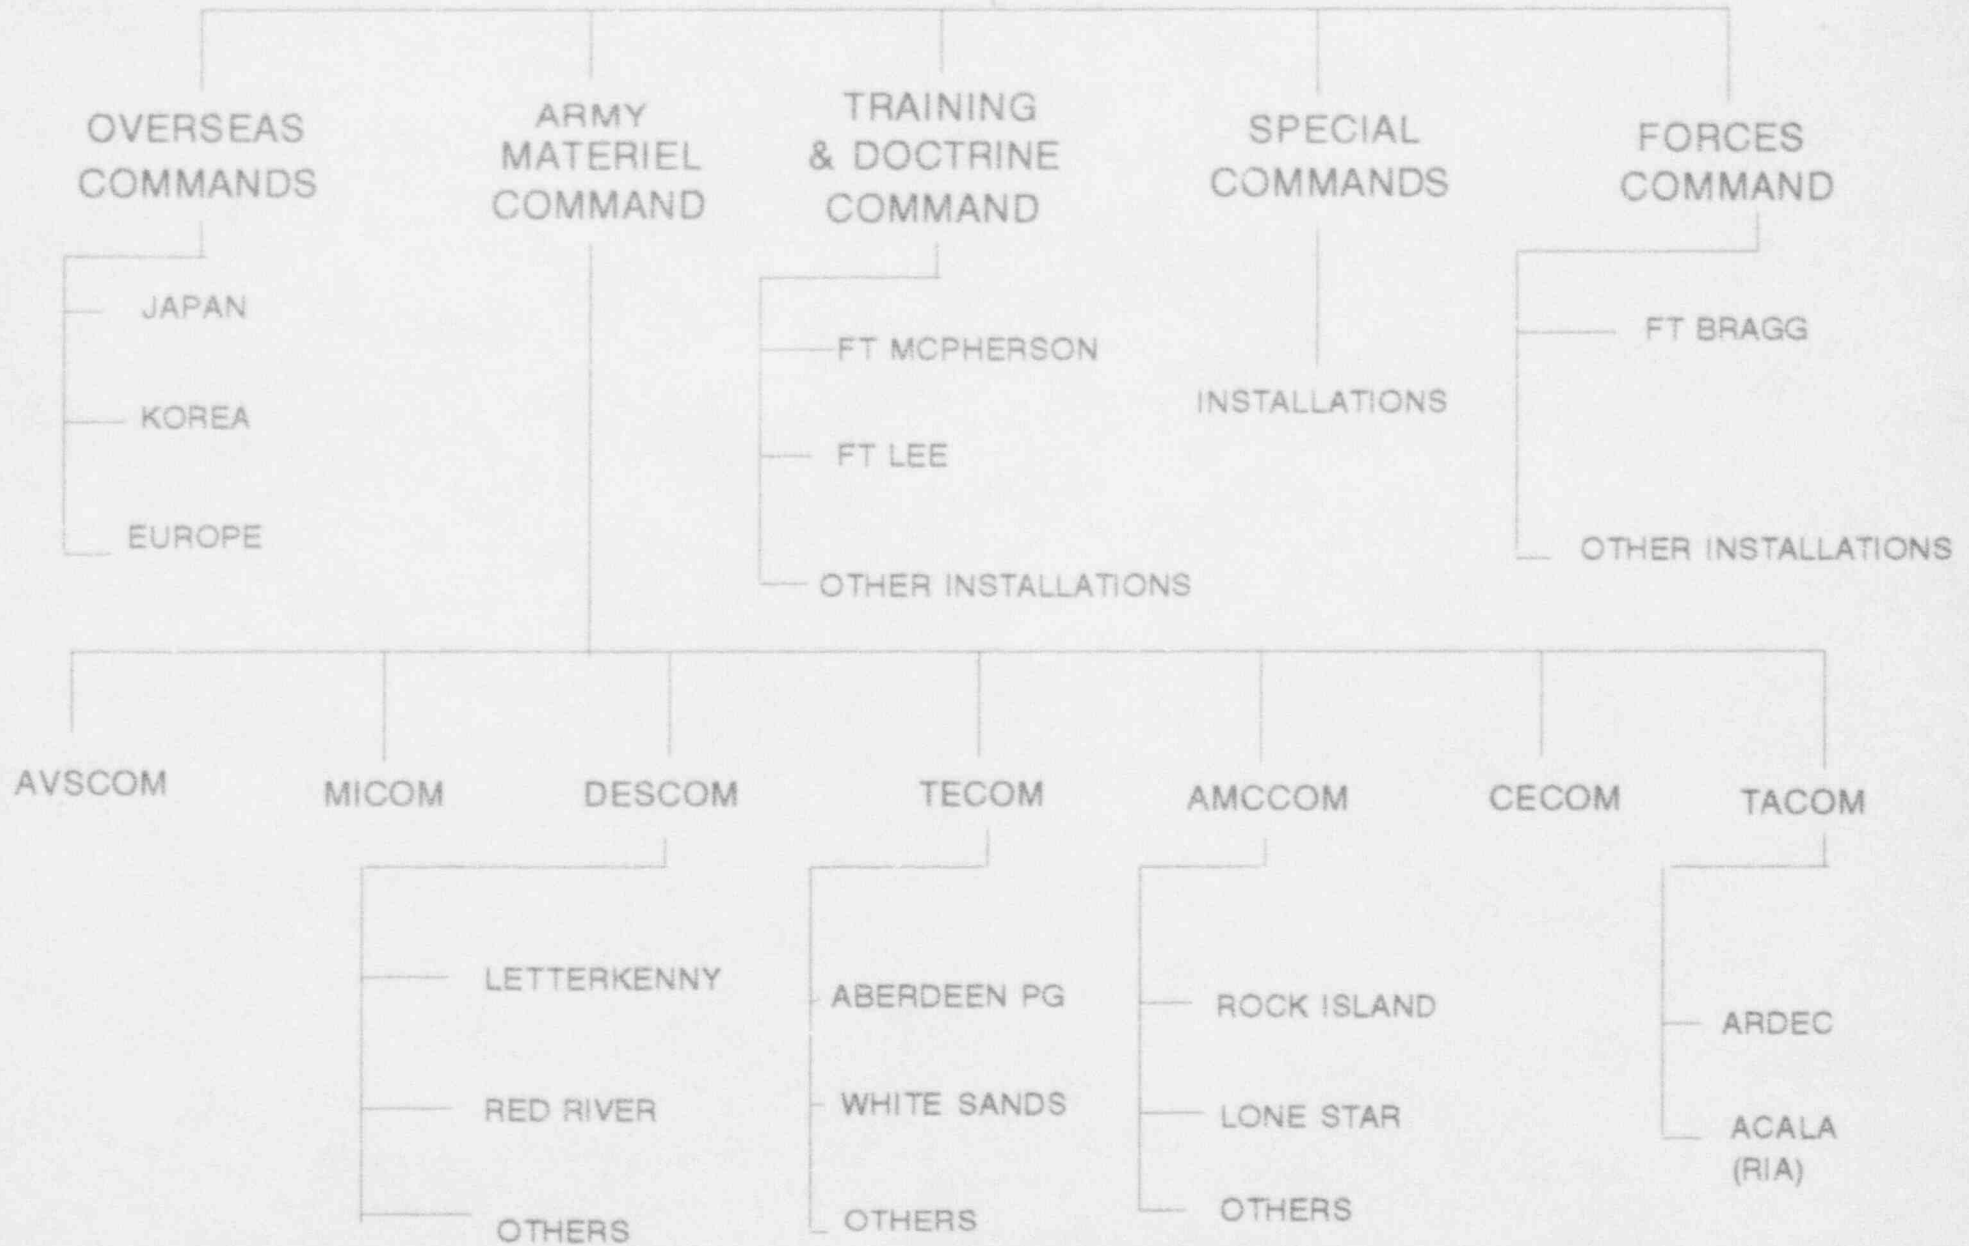 OVERSEAS
COMMANDS
ARMY
MATERIEL
COMMAND
TRAINING
& DOCTRINE
COMMAND
SPECIAL
COMMANDS
FORCES
COMMAND
JAPAN
KOREA
EUROPE
FT MCPHERSON
FT LEE
OTHER INSTALLATIONS
INSTALLATIONS
FT BRAGG
OTHER INSTALLATIONS
AVSCOM
MICOM
DESCOM
TECOM
AMCCOM
CECOM
TACOM
LETTERKENNY
RED RIVER
OTHERS
ABERDEEN PG
WHITE SANDS
OTHERS
ROCK ISLAND
LONE STAR
OTHERS
ARDEC
ACALA
(RIA)